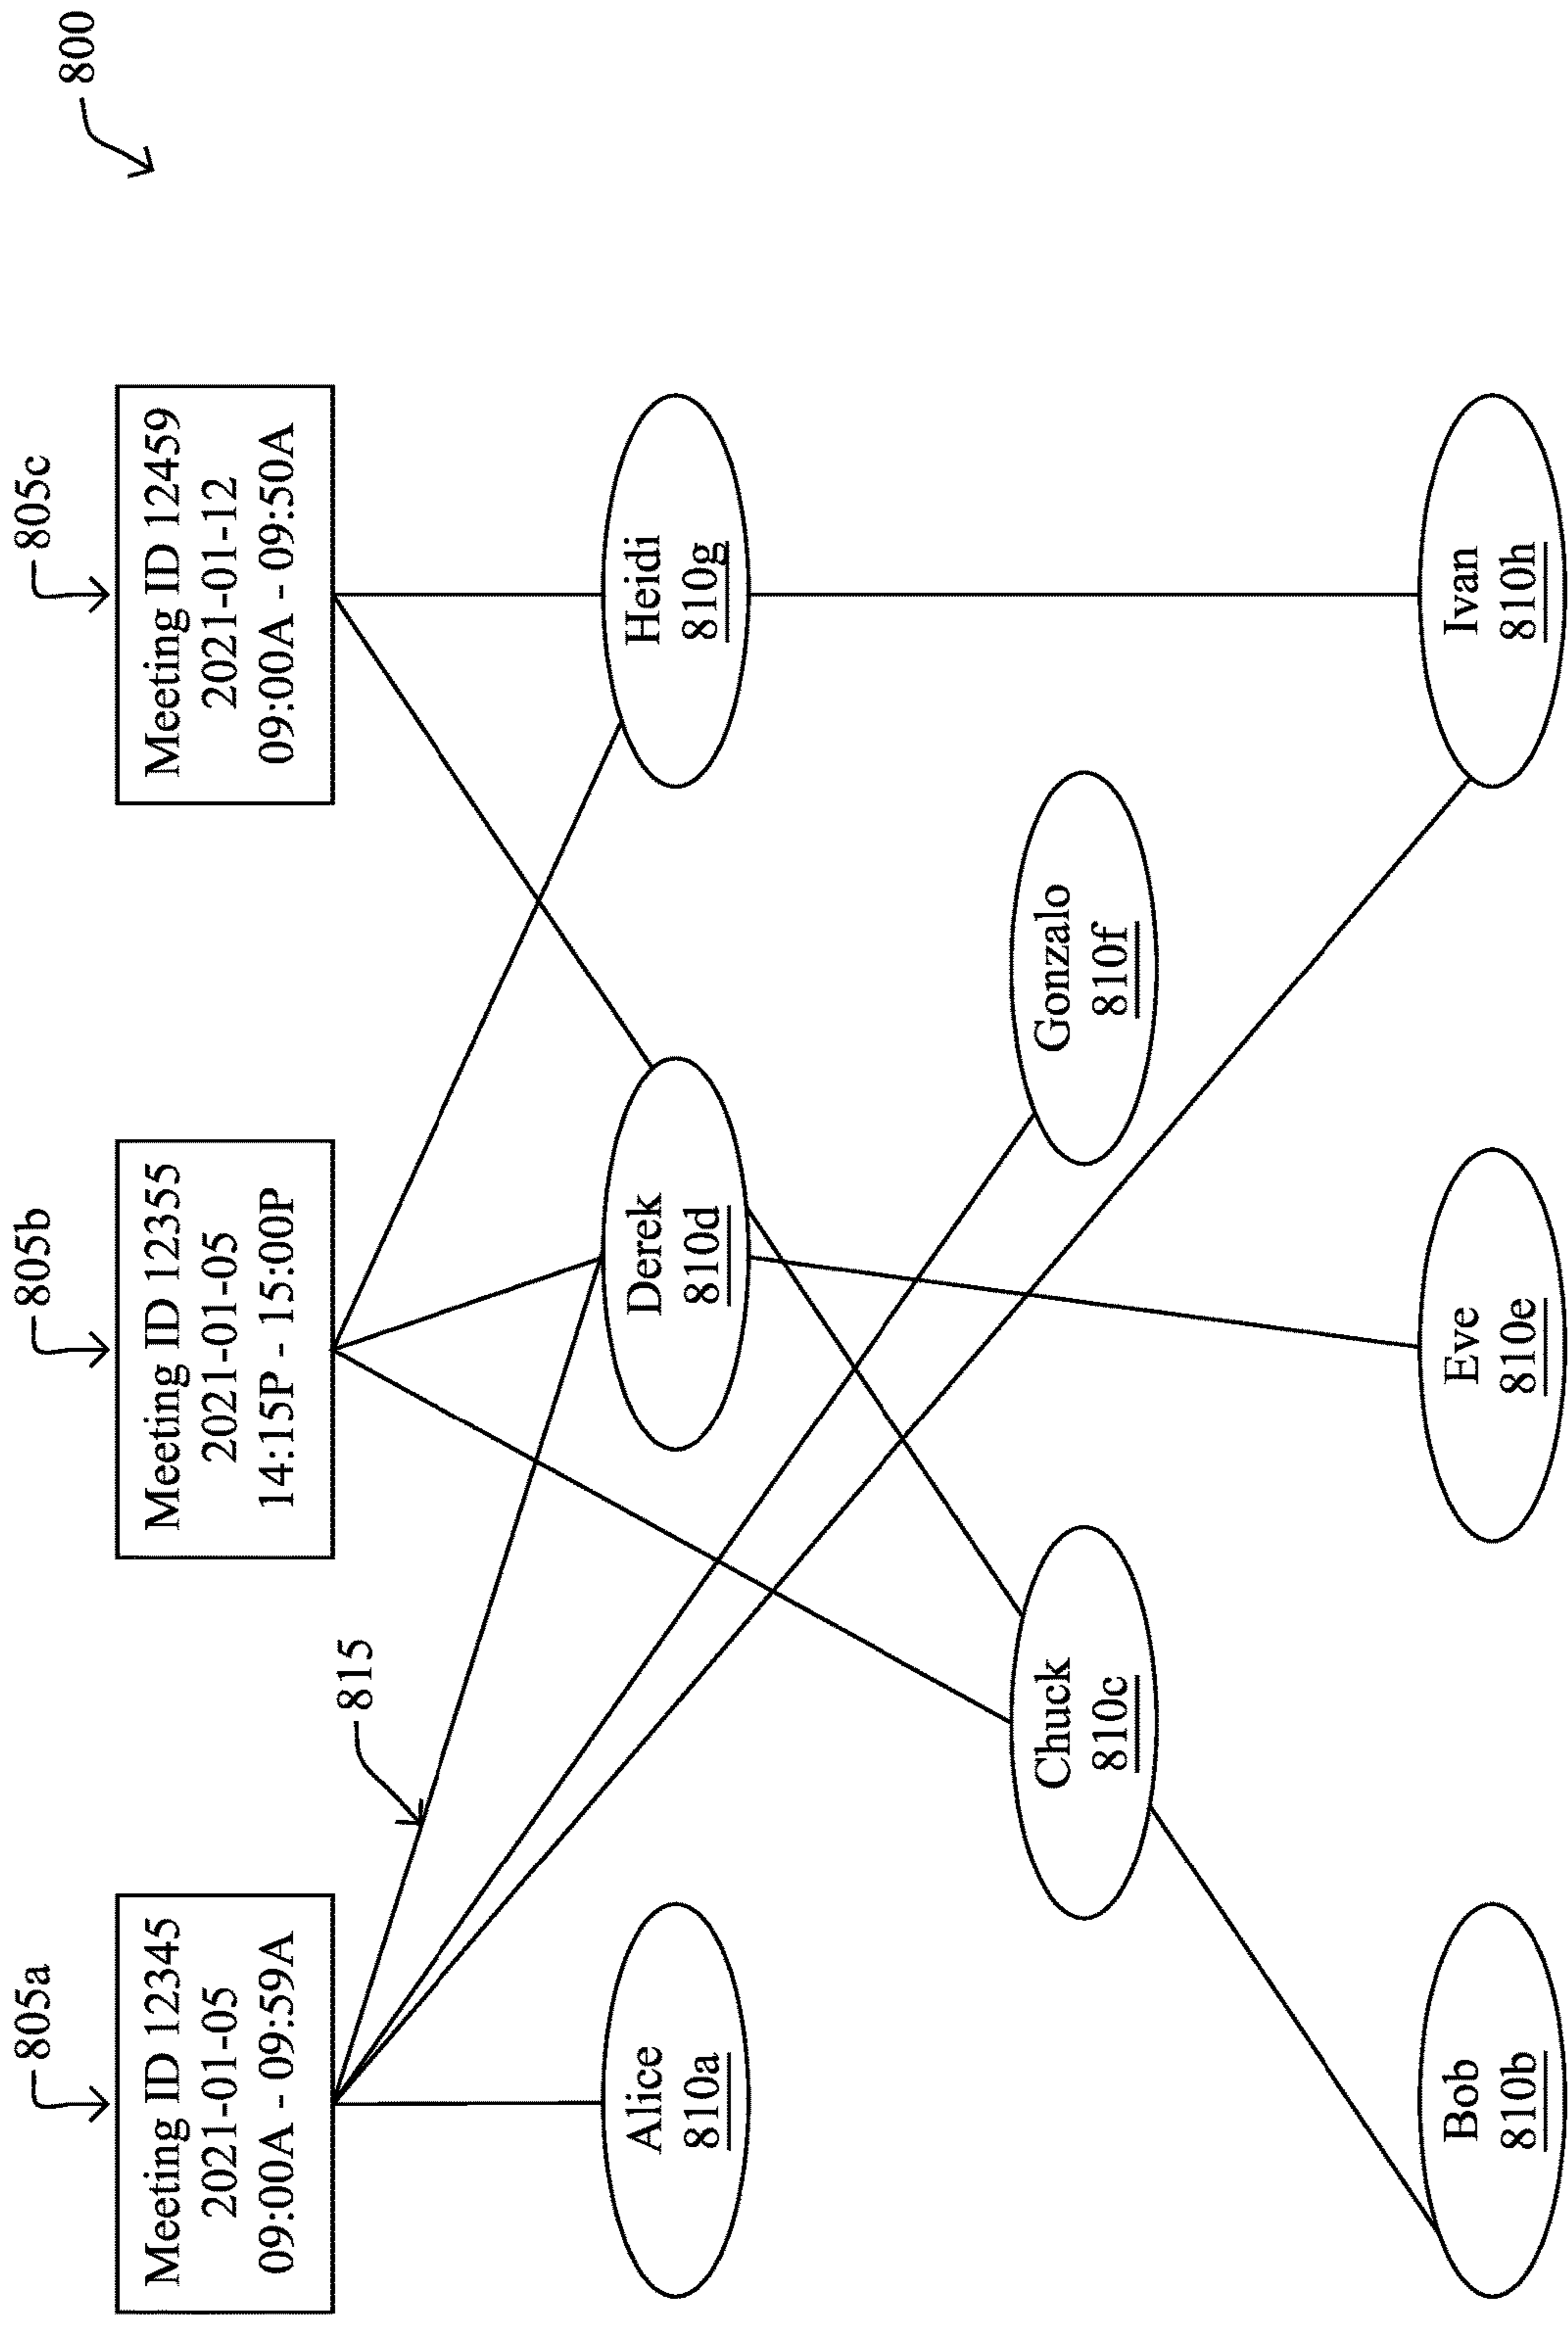 800
805a
805b
805c
Meeting ID 12345
2021-01-05
09:00A - 09:59A
Meeting ID 12355
2021-01-05
14:15P - 15:00P
Meeting ID 12459
2021-01-12
09:00A - 09:50A
815
Alice
810a
Derek
810d
Heidi
810g
Chuck
810c
Gonzalo
810f
Bob
810b
Eve
810e
Ivan
810h